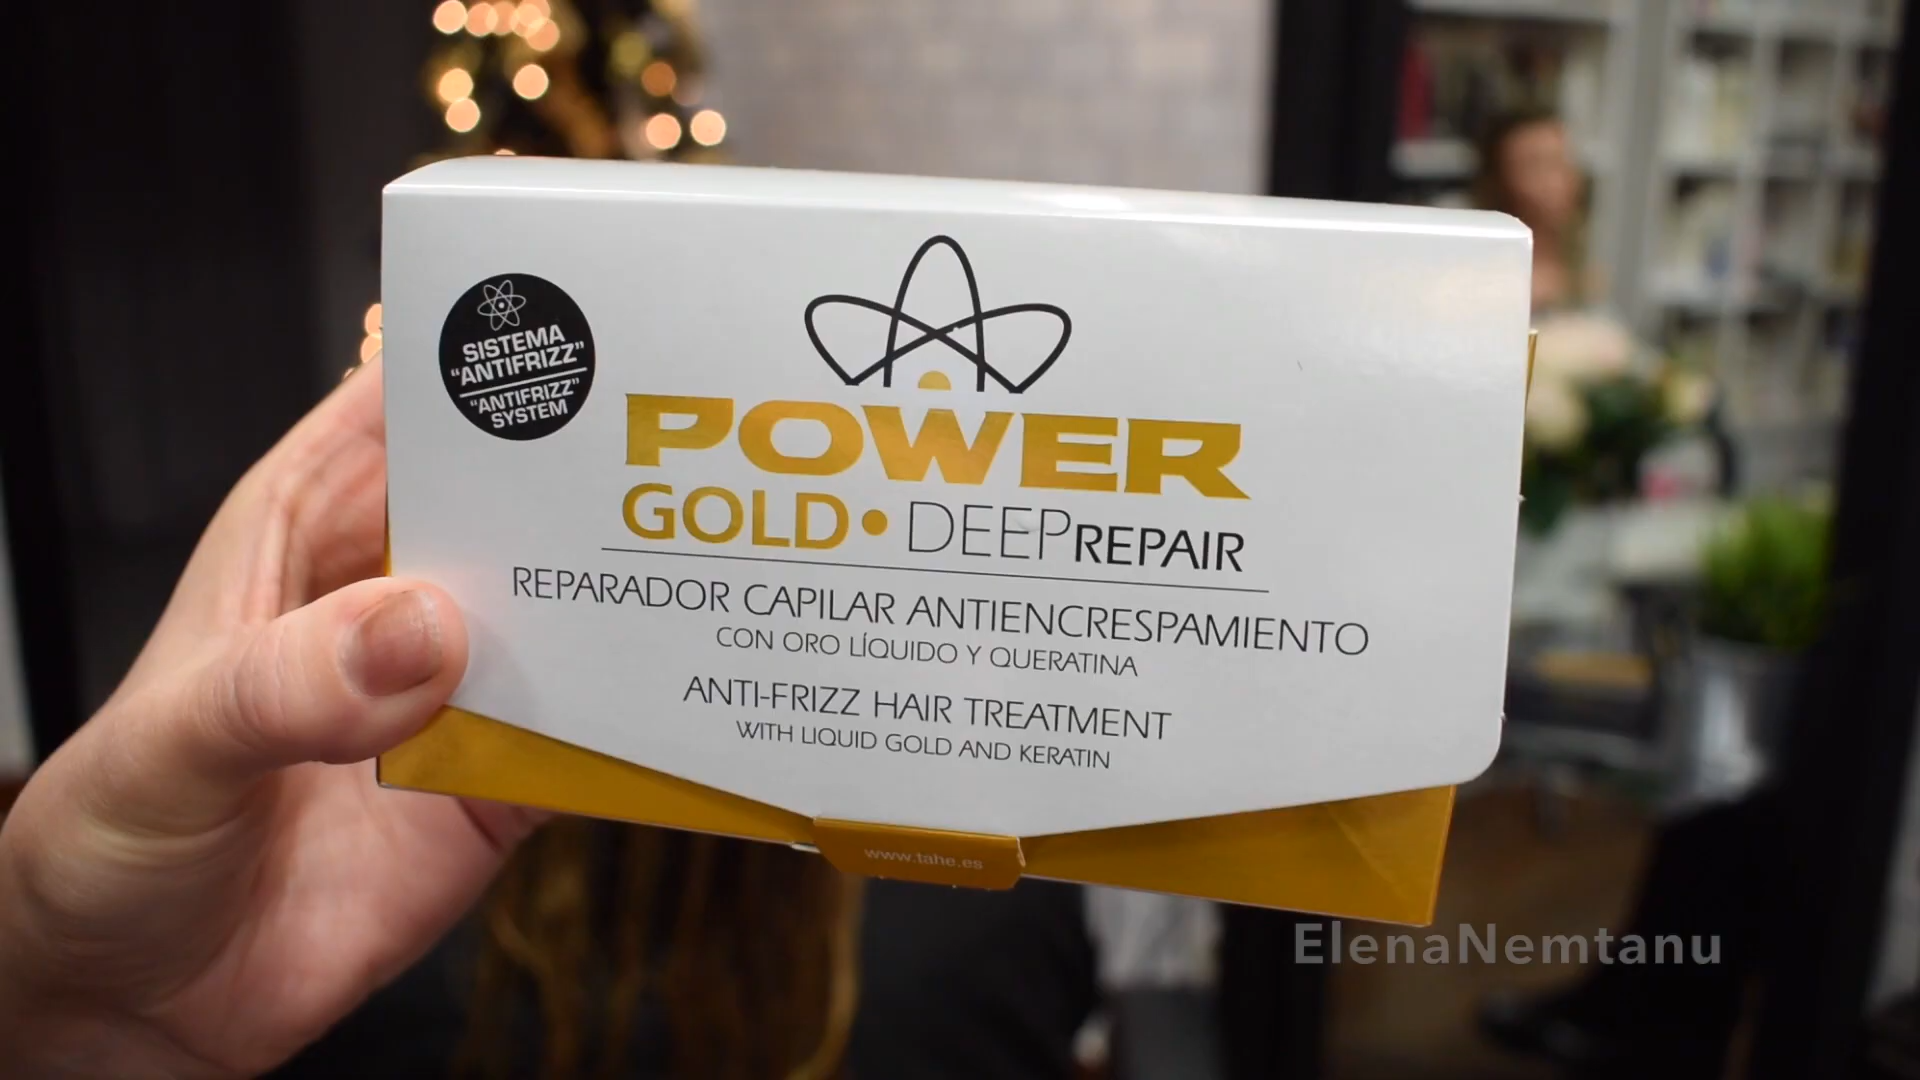 SISTEMA
"ANTIFRIZZ"
"ANTIFRIZZ"
SYSTEM
POWER
GOLD • DEEPREPAIR
REPARADOR CAPILAR ANTIENCRESPAMIENTO
CON ORO LÍQUIDO Y QUERATINA
ANTI-FRIZZ HAIR TREATMENT
WITH LIQUID GOLD AND KERATIN
www.tahe.es
ElenaNemtanu